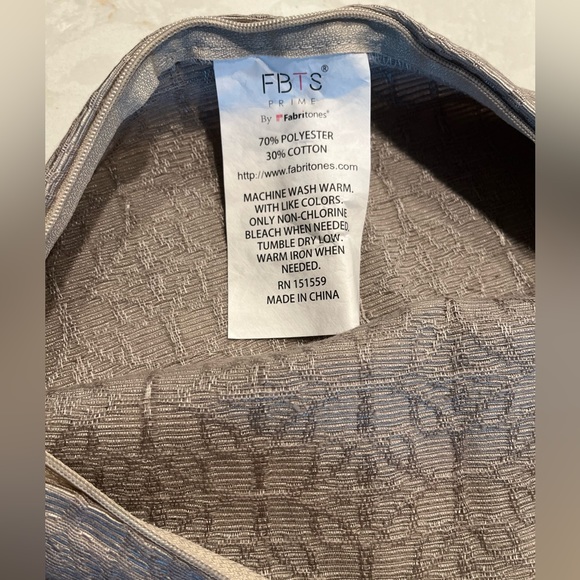 FBTS®
PRIME
By Fabritones®
70% POLYESTER
30% COTTON
http://www.fabritones.com
MACHINE WASH WARM.
WITH LIKE COLORS.
ONLY NON-CHLORINE
BLEACH WHEN NEEDED.
TUMBLE DRY LOW.
WARM IRON WHEN
NEEDED.
RN 151559
MADE IN CHINA